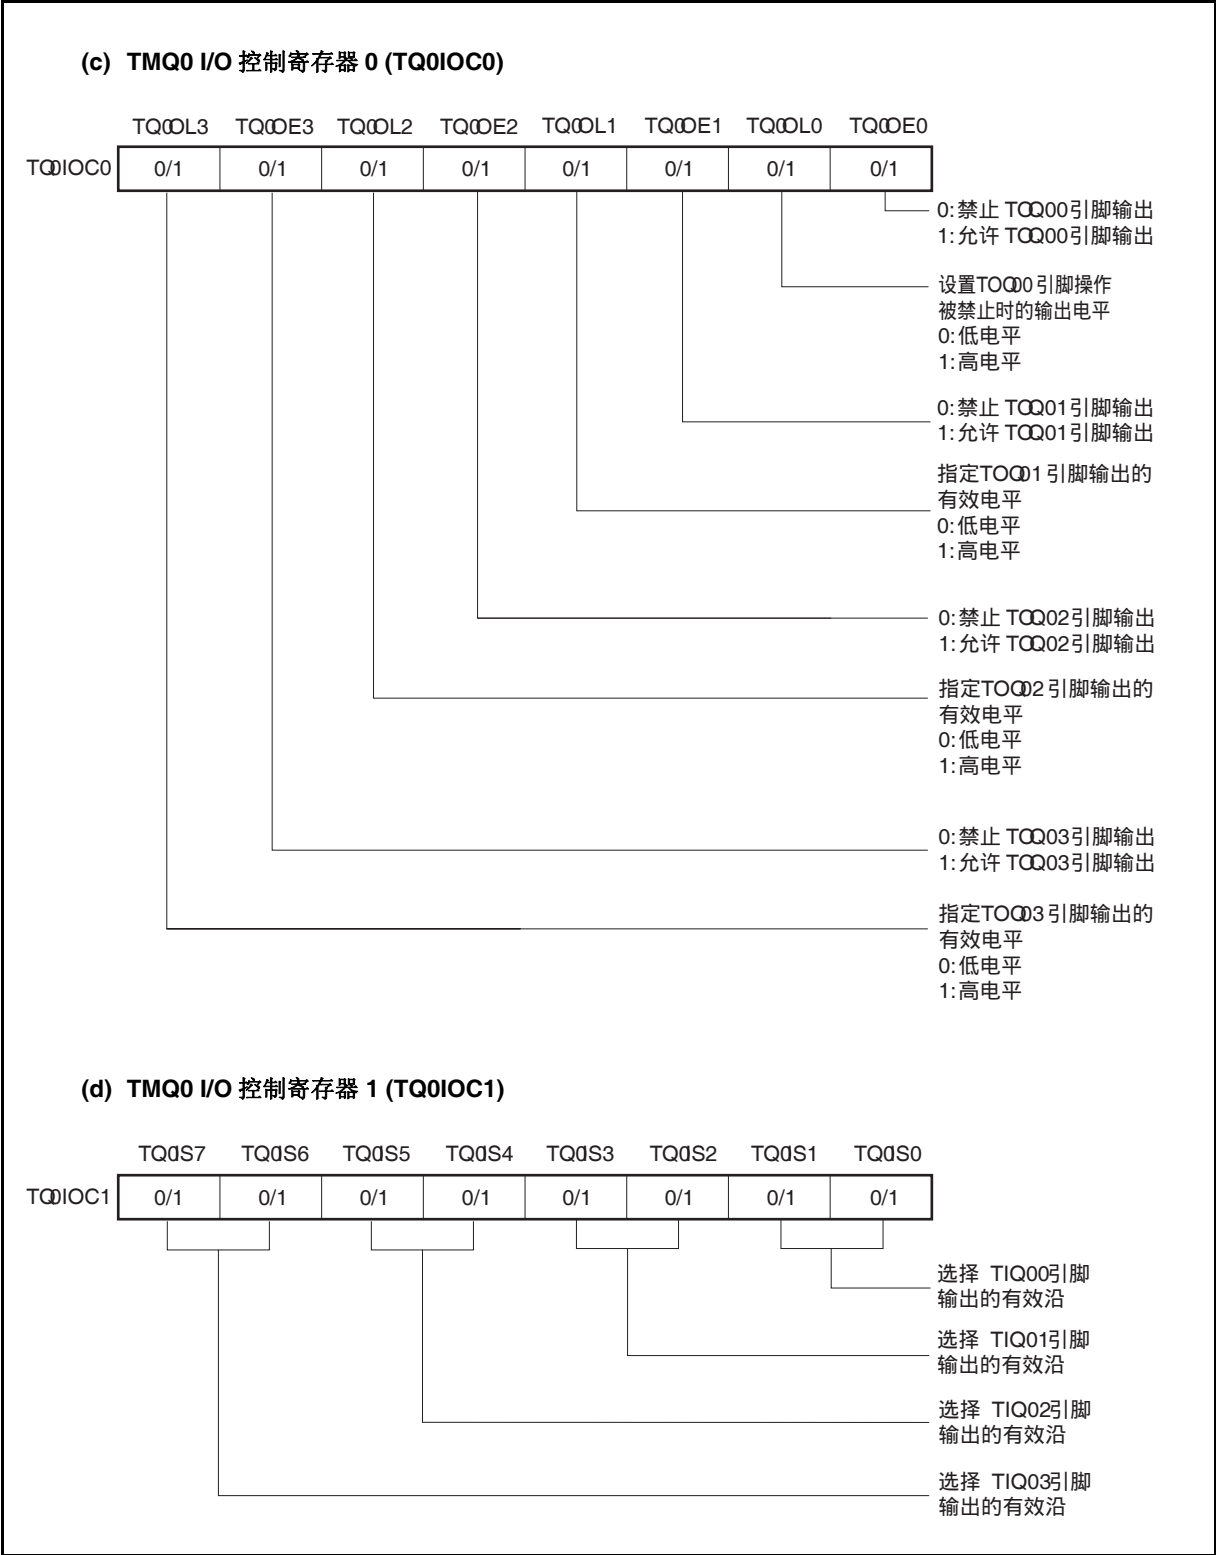 (c) TMQ0 I/O 控制寄存器 0 (TQ0IOC0)
TQ0OL3 TQ0OE3 TQ0OL2 TQ0OE2 TQ0OL1 TQ0OE1 TQ0OL0 TQ0OE0
TQ0IOC0 0/1 0/1 0/1 0/1 0/1 0/1 0/1 0/1
0:禁止 TOQ00引脚输出
1:允许 TOQ00引脚输出
设置TOQ00 引脚操作
被禁止时的输出电平
0:低电平
1:高电平
0:禁止 TOQ01引脚输出
1:允许 TOQ01引脚输出
指定TOQ01 引脚输出的
有效电平
0:低电平
1:高电平
0:禁止 TOQ02引脚输出
1:允许 TOQ02引脚输出
指定TOQ02 引脚输出的
有效电平
0:低电平
1:高电平
0:禁止 TOQ03引脚输出
1:允许 TOQ03引脚输出
指定TOQ03 引脚输出的
有效电平
0:低电平
1:高电平
(d) TMQ0 I/O 控制寄存器 1 (TQ0IOC1)
TQ0IS7 TQ0IS6 TQ0IS5 TQ0IS4 TQ0IS3 TQ0IS2 TQ0IS1 TQ0IS0
TQ0IOC1 0/1 0/1 0/1 0/1 0/1 0/1 0/1 0/1
选择 TIQ00引脚
输出的有效沿
选择 TIQ01引脚
输出的有效沿
选择 TIQ02引脚
输出的有效沿
选择 TIQ03引脚
输出的有效沿